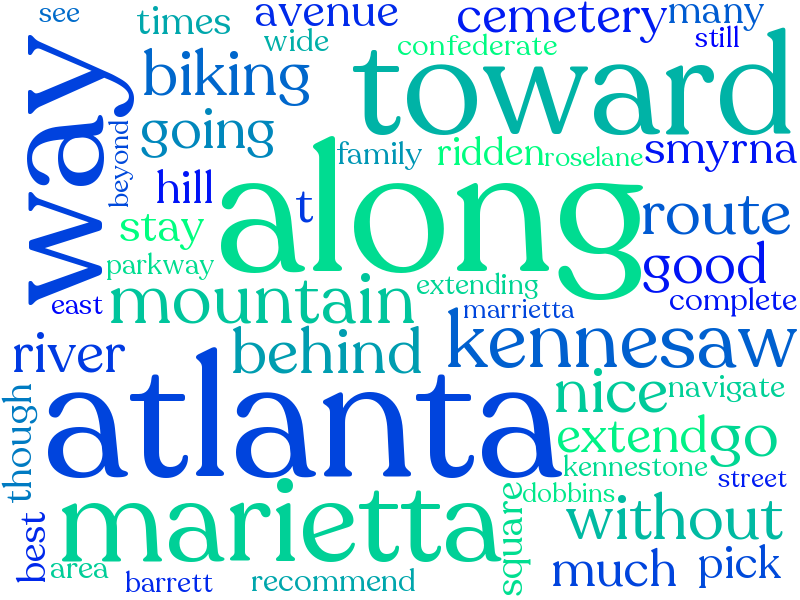 see
times
avenue
cemetery
many
wide
confederate
still
way
biking
toward
beyond
going
family
ridden
roselane
smyrna
hill
t
along
route
stay
parkway
good
east
mountain
extending
marrietta
complete
river
behind
kennesaw
though
atlanta
nice
navigate
extend
go
kennestone
street
marietta
square
dobbins
best
without
area
barrett
recommend
much
pick